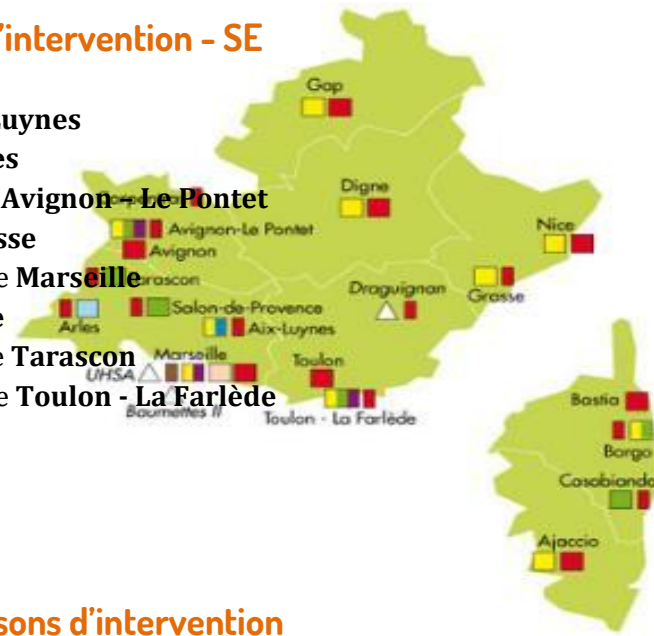 'intervention - SE
Gap
uynes
es
Digne
Avignon – Le Pontet
Avignon-Le Pontet
Nice
sse
Avignon
e Marseille
Tarascon
Draguignan
Grasse
Salon-de-Provence
e
Arles
Aix-Luynes
e Tarascon
Marseille
Toulon
UHSA
e Toulon - La Farlède
Baumettes II
Toulon - La Farlède
Bastia
Borgo
Casabianda
Ajaccio
sons d'intervention